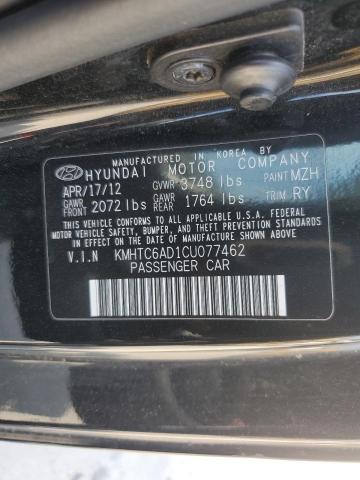 MANUFACTURED IN KOREA BY
HYUNDAI MOTOR COMPANY
APR/17/12 GVWR 3748 lbs PAINT MZH
GAWR FRONT 2072 lbs GAWR REAR 1764 lbs TRIM RY
THIS VEHICLE CONFORMS TO ALL APPLICABLE U.S.A. FEDERAL
MOTOR VEHICLE SAFETY, BUMPER, AND THEFT PREVENTION
STANDARDS IN EFFECT ON THE DATE OF MANUFACTURE SHOWN ABOVE.
V.I.N KMHTC6AD1CU077462
PASSENGER CAR